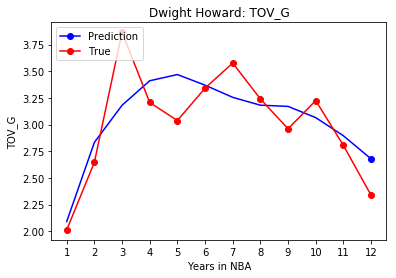 Dwight Howard: TOV_G
Prediction
True
TOV_G
3.75
3.50
3.25
3.00
2.75
2.50
2.25
2.00
1 2 3 4 5 6 7 8 9 10 11 12
Years in NBA